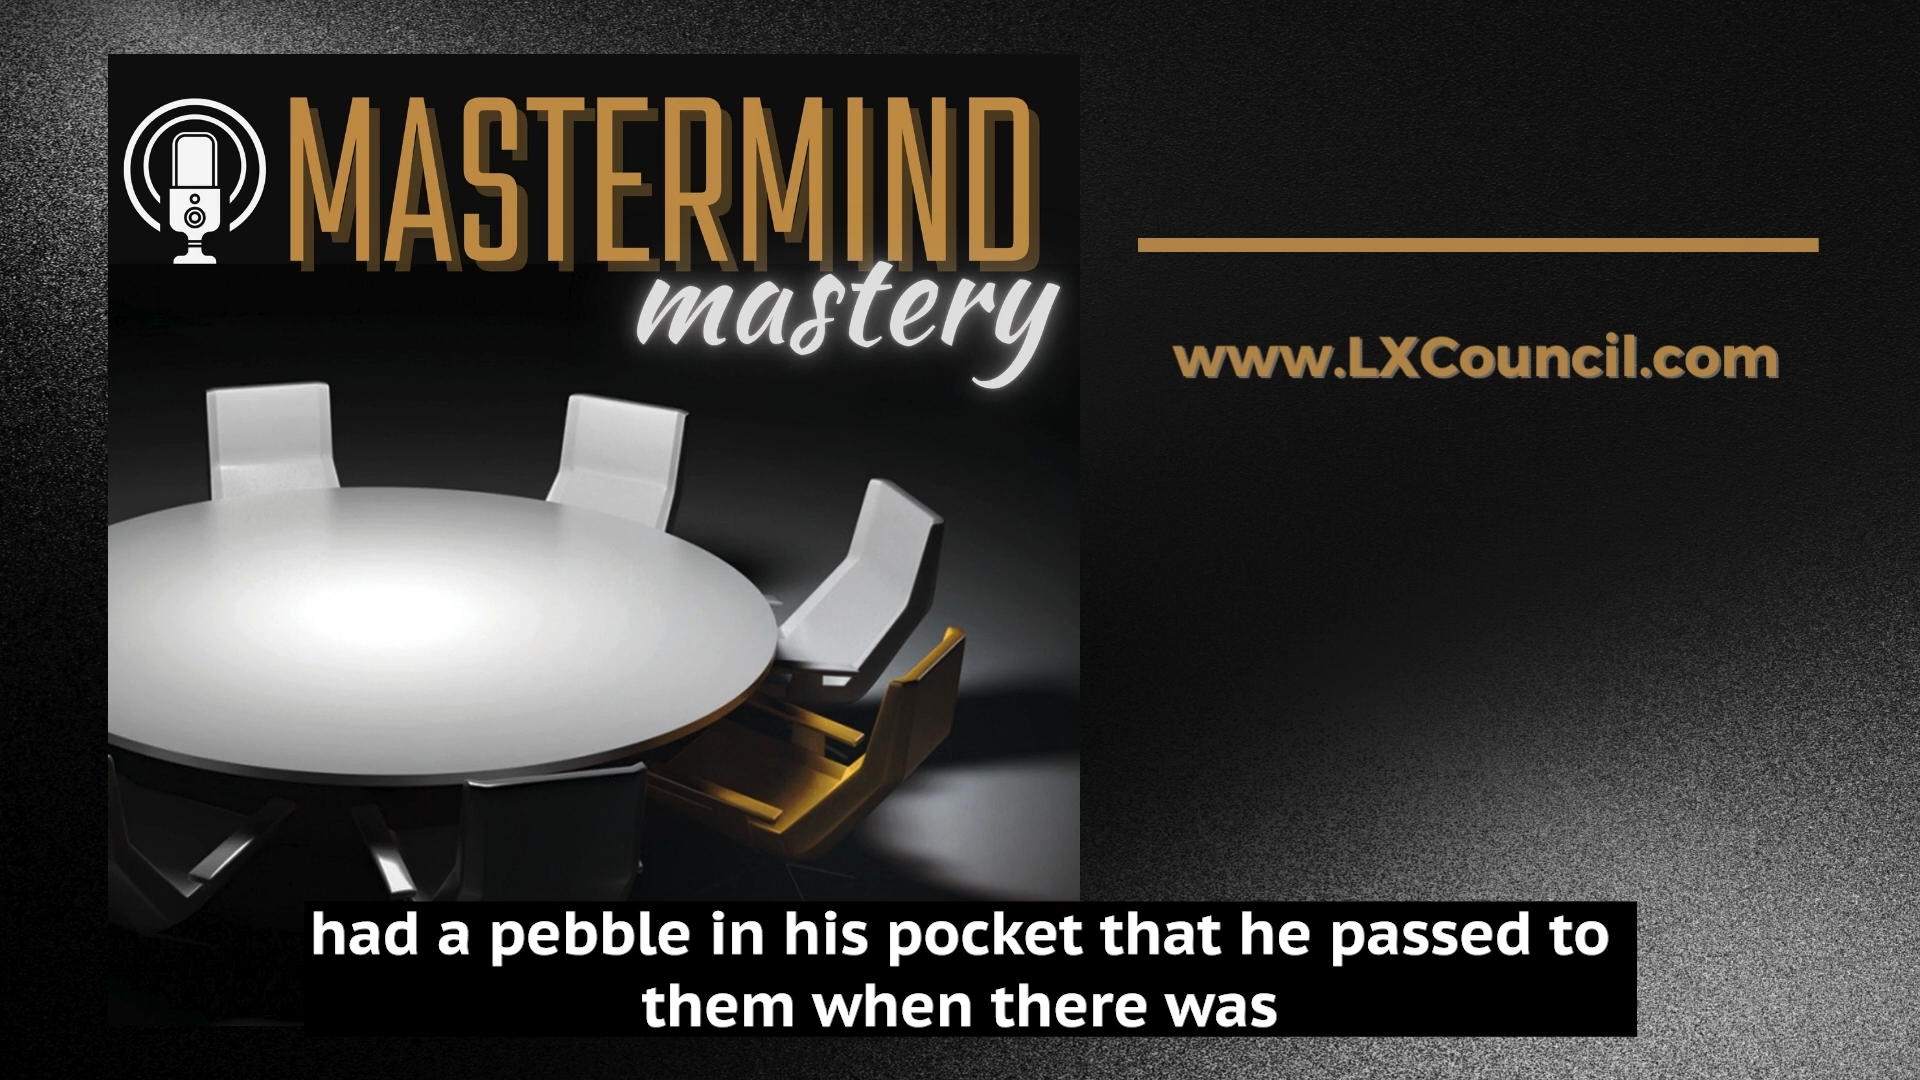 MASTERMIND
mastery
www.LXCouncil.com
had a pebble in his pocket that he passed to
them when there was